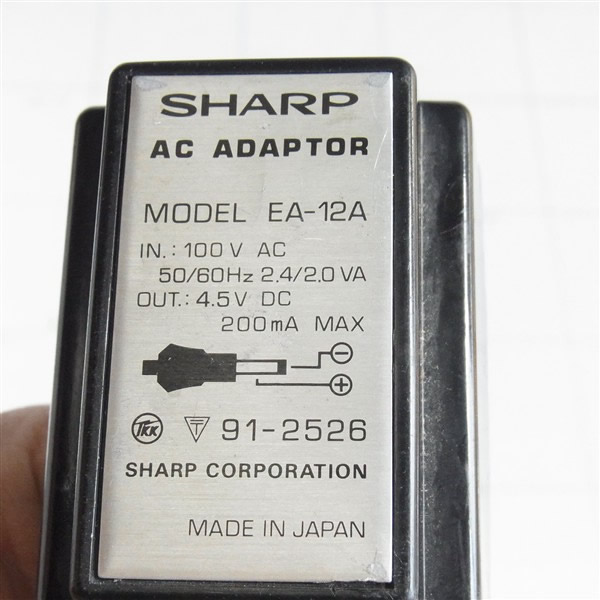 SHARP
AC ADAPTOR
MODEL EA-12A
IN.: 100V AC
50/60Hz 2.4/2.0 VA
OUT.: 4.5V DC
200mA MAX
−
+
TKK 〒 91-2526
SHARP CORPORATION
MADE IN JAPAN